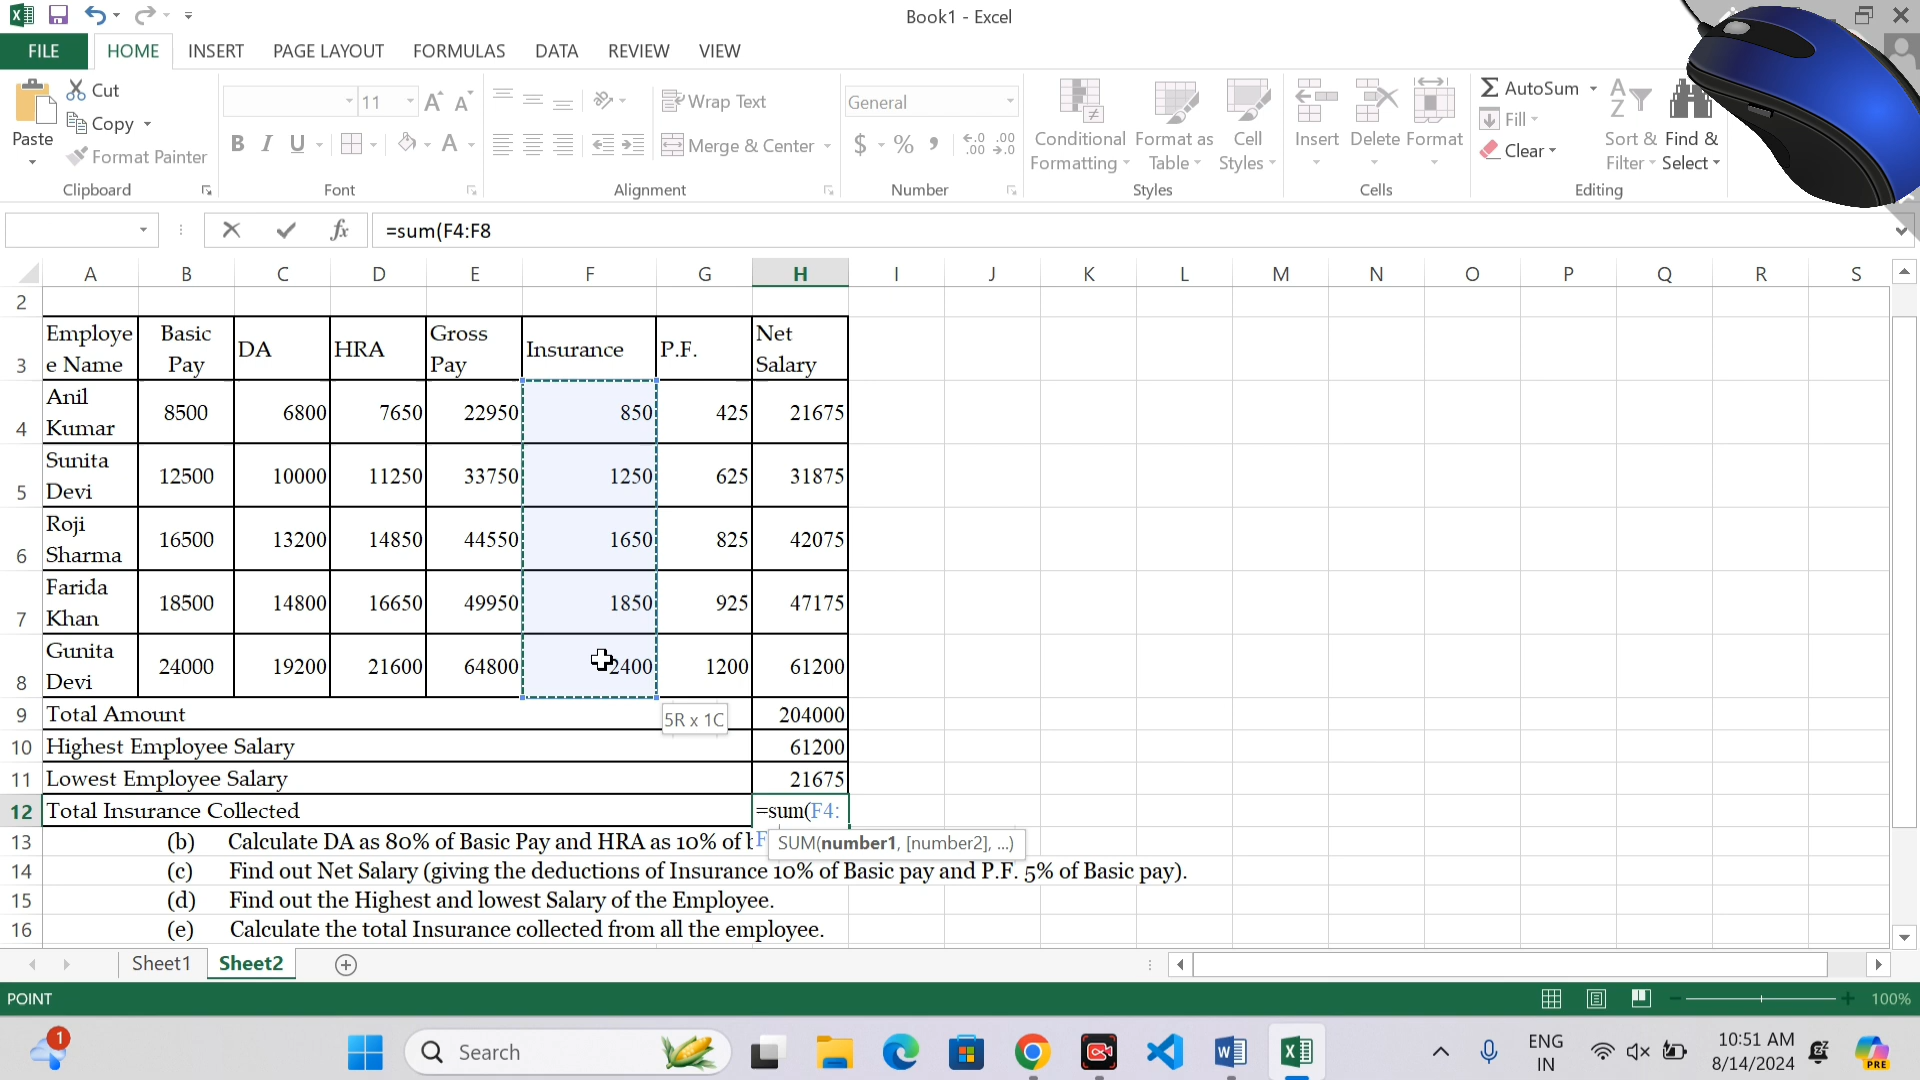 Book1 - Excel
FILE HOME INSERT PAGE LAYOUT FORMULAS DATA REVIEW VIEW
Paste
Cut
Copy
Format Painter
Clipboard
11
B I U
Font
Wrap Text
Merge & Center
Alignment
General
$ % ,
Number
Conditional Formatting
Format as Table
Cell Styles
Styles
Insert Delete Format
Cells
AutoSum
Fill
Clear
Sort & Filter
Find & Select
Editing
=sum(F4:F8
A B C D E F G H I J K L M N O P Q R S
2
3 Employe e Name Basic Pay DA HRA Gross Pay Insurance P.F. Net Salary
4 Anil Kumar 8500 6800 7650 22950 850 425 21675
5 Sunita Devi 12500 10000 11250 33750 1250 625 31875
6 Roji Sharma 16500 13200 14850 44550 1650 825 42075
7 Farida Khan 18500 14800 16650 49950 1850 925 47175
8 Gunita Devi 24000 19200 21600 64800 2400 1200 61200
9 Total Amount 204000
5R x 1C
10 Highest Employee Salary 61200
11 Lowest Employee Salary 21675
12 Total Insurance Collected =sum(F4:
13 (b) Calculate DA as 80% of Basic Pay and HRA as 10% of
SUM(number1, [number2], ...)
14 (c) Find out Net Salary (giving the deductions of Insurance 10% of Basic pay and P.F. 5% of Basic pay).
15 (d) Find out the Highest and lowest Salary of the Employee.
16 (e) Calculate the total Insurance collected from all the employee.
Sheet1 Sheet2
POINT
100%
1
Search
ENG
IN
10:51 AM
8/14/2024
PRE